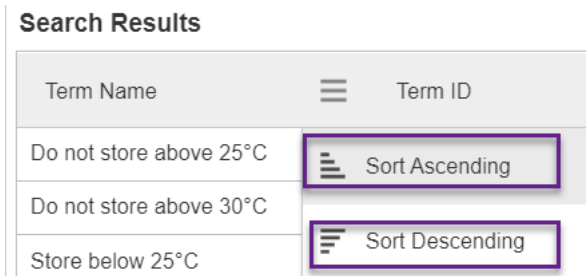 Search Results
Term Name
Term ID
Do not store above 25°C
Sort Ascending
Do not store above 30°C
Sort Descending
Store below 25°C